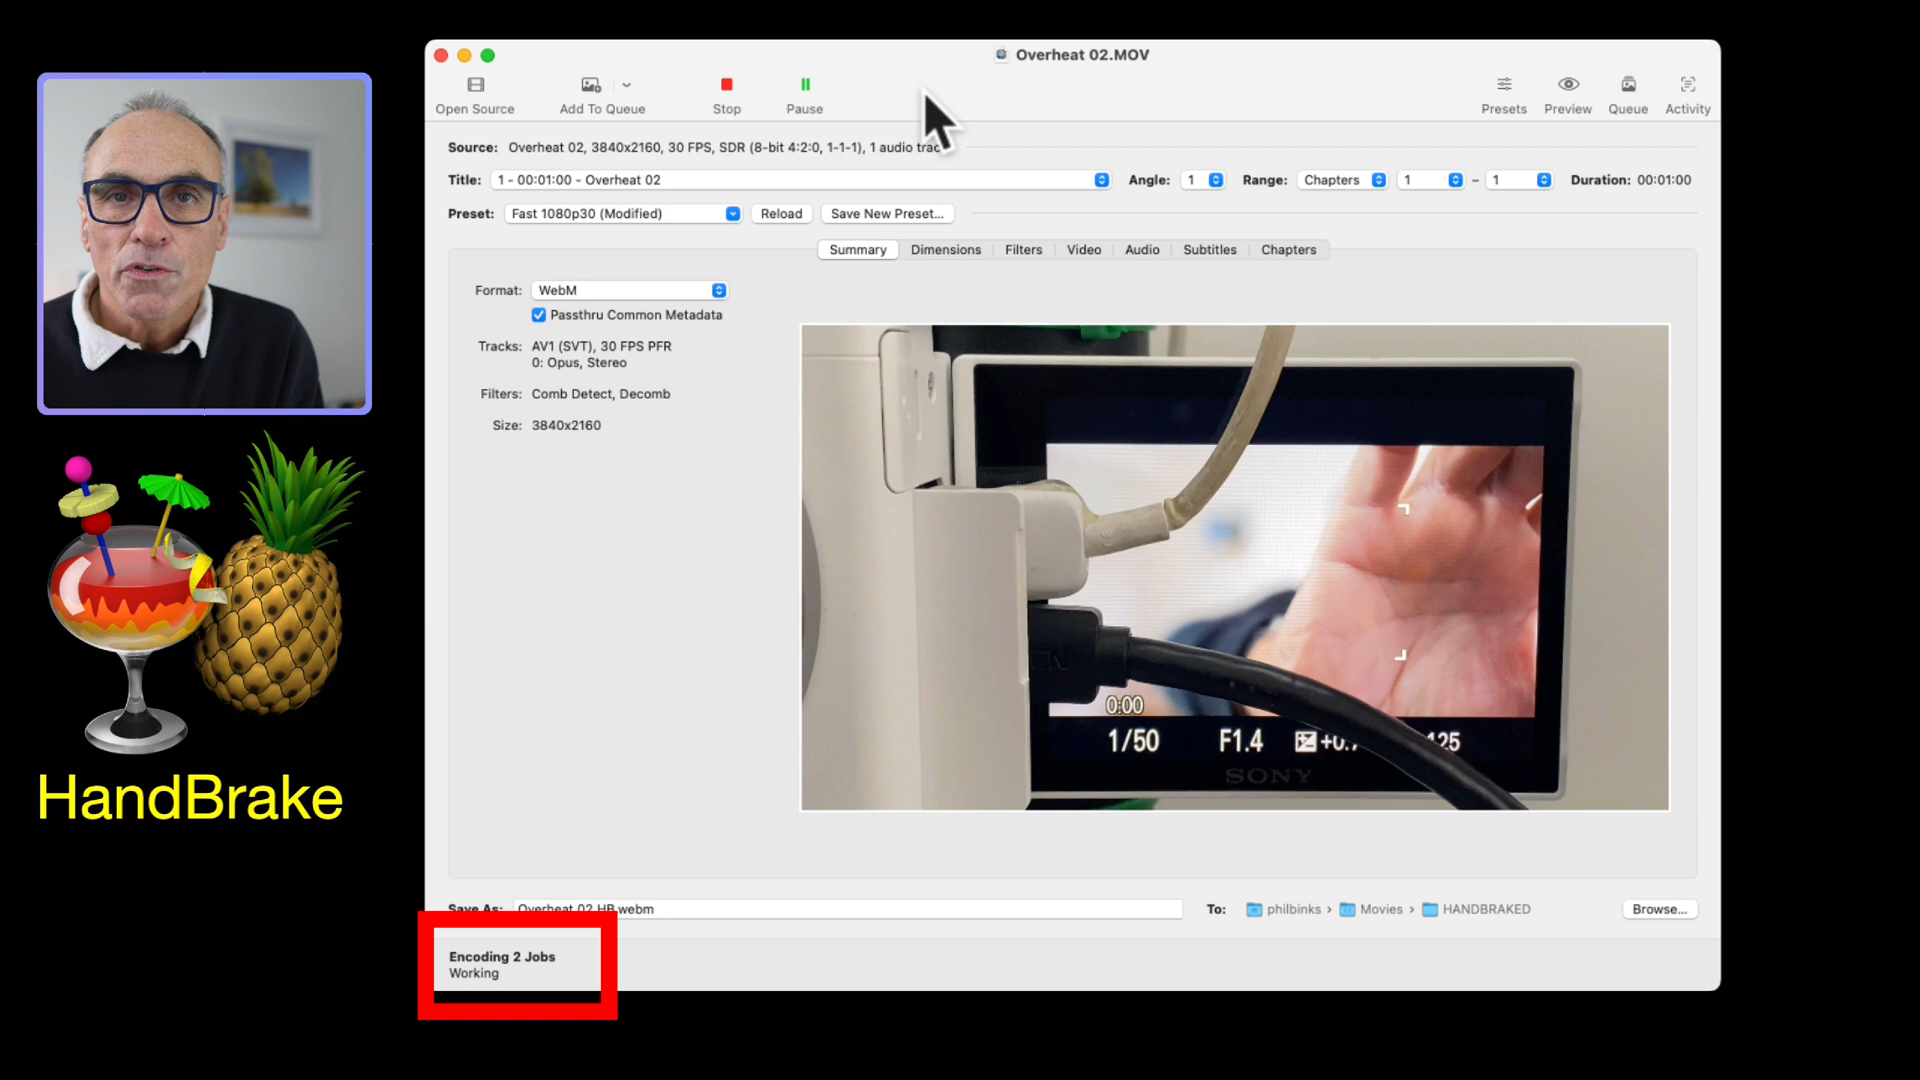 Overheat 02.MOV
Open Source
Add To Queue
Stop
Pause
Presets
Preview
Queue
Activity
Source: Overheat 02, 3840x2160, 30 FPS, SDR (8-bit 4:2:0, 1-1-1), 1 audio trac
Title: 1 - 00:01:00 - Overheat 02
Angle: 1
Range: Chapters 1 - 1
Duration: 00:01:00
Preset: Fast 1080p30 (Modified)
Reload
Save New Preset...
Summary
Dimensions
Filters
Video
Audio
Subtitles
Chapters
Format: WebM
Passthru Common Metadata
Tracks: AV1 (SVT), 30 FPS PFR
0: Opus, Stereo
Filters: Comb Detect, Decomb
Size: 3840x2160
0:00
1/50 F1.4 +0. 125
SONY
HandBrake
Save As: Overheat 02 HB.webm
To: philbinks › Movies › HANDBRAKED
Browse...
Encoding 2 Jobs
Working